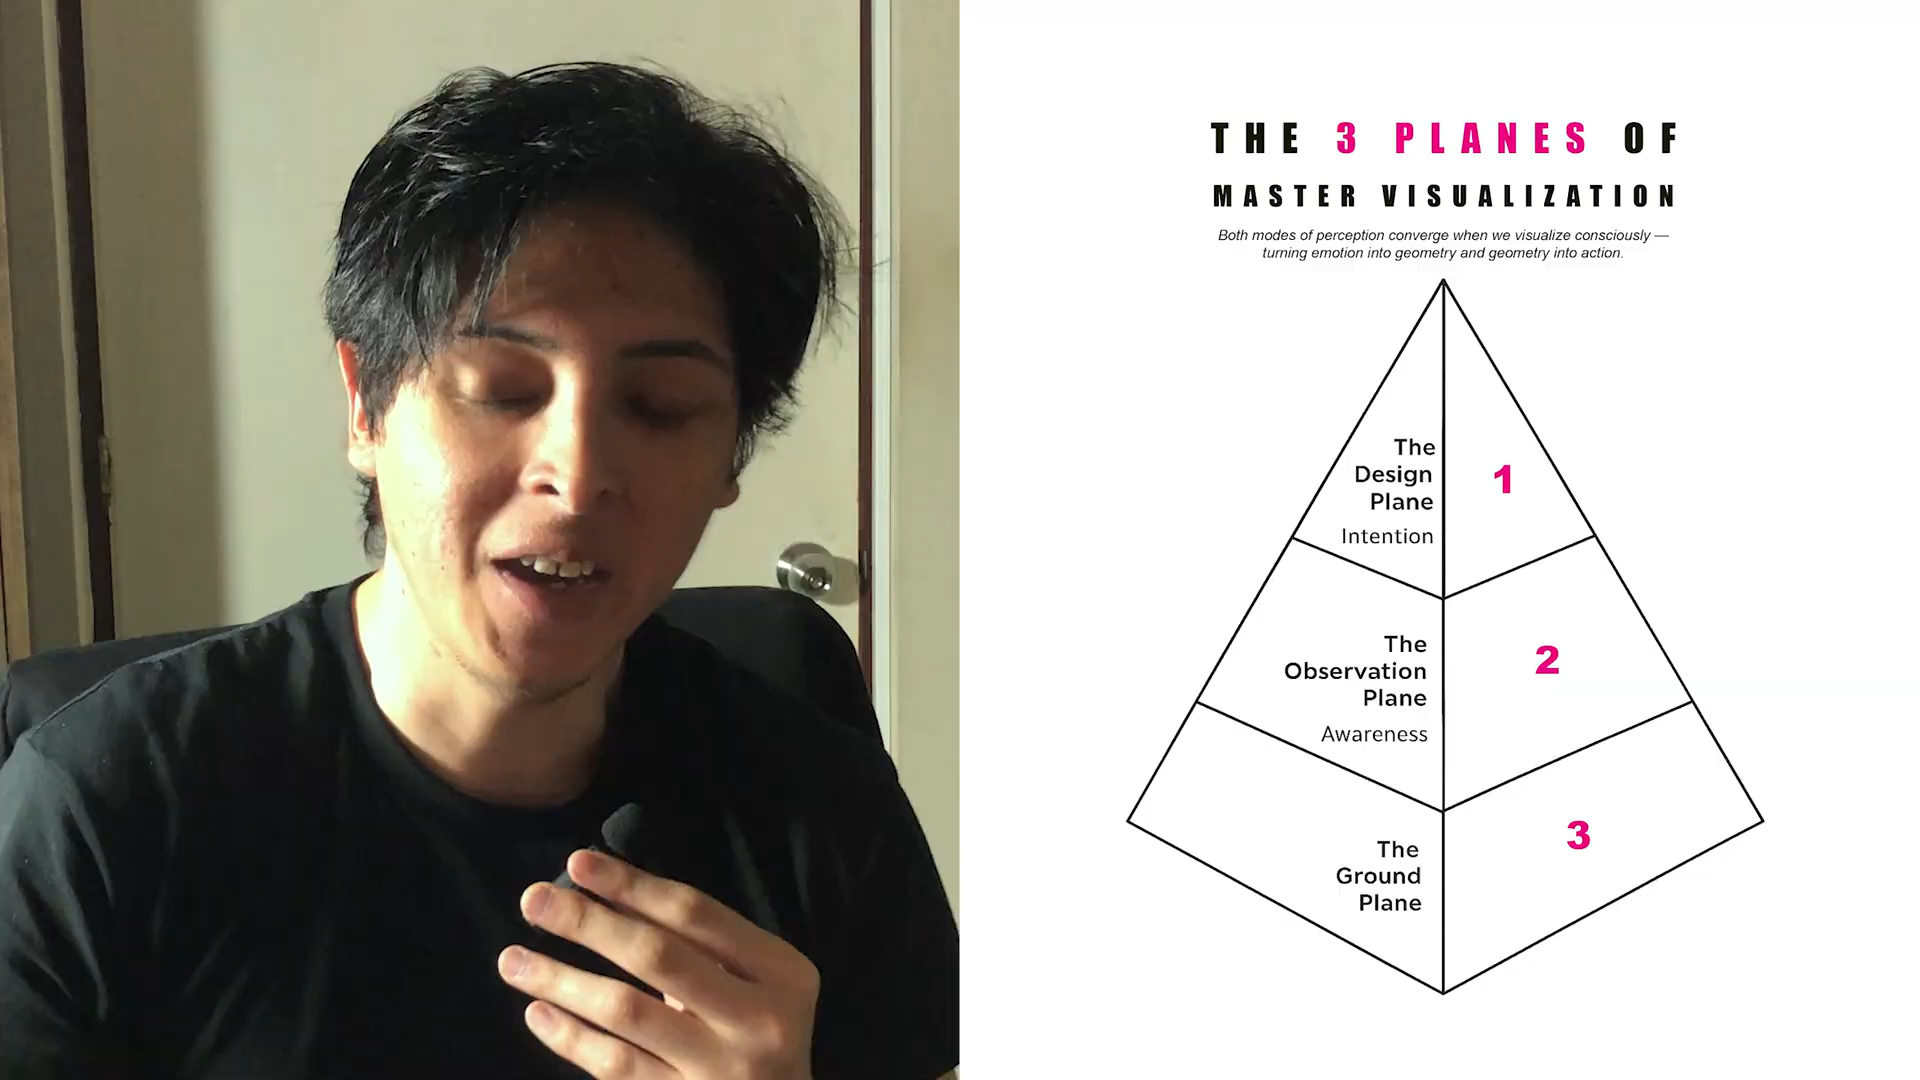 THE 3 PLANES OF
MASTER VISUALIZATION
Both modes of perception converge when we visualize consciously —
turning emotion into geometry and geometry into action.
The
Design
Plane
Intention
1
The
Observation
Plane
Awareness
2
The
Ground
Plane
3